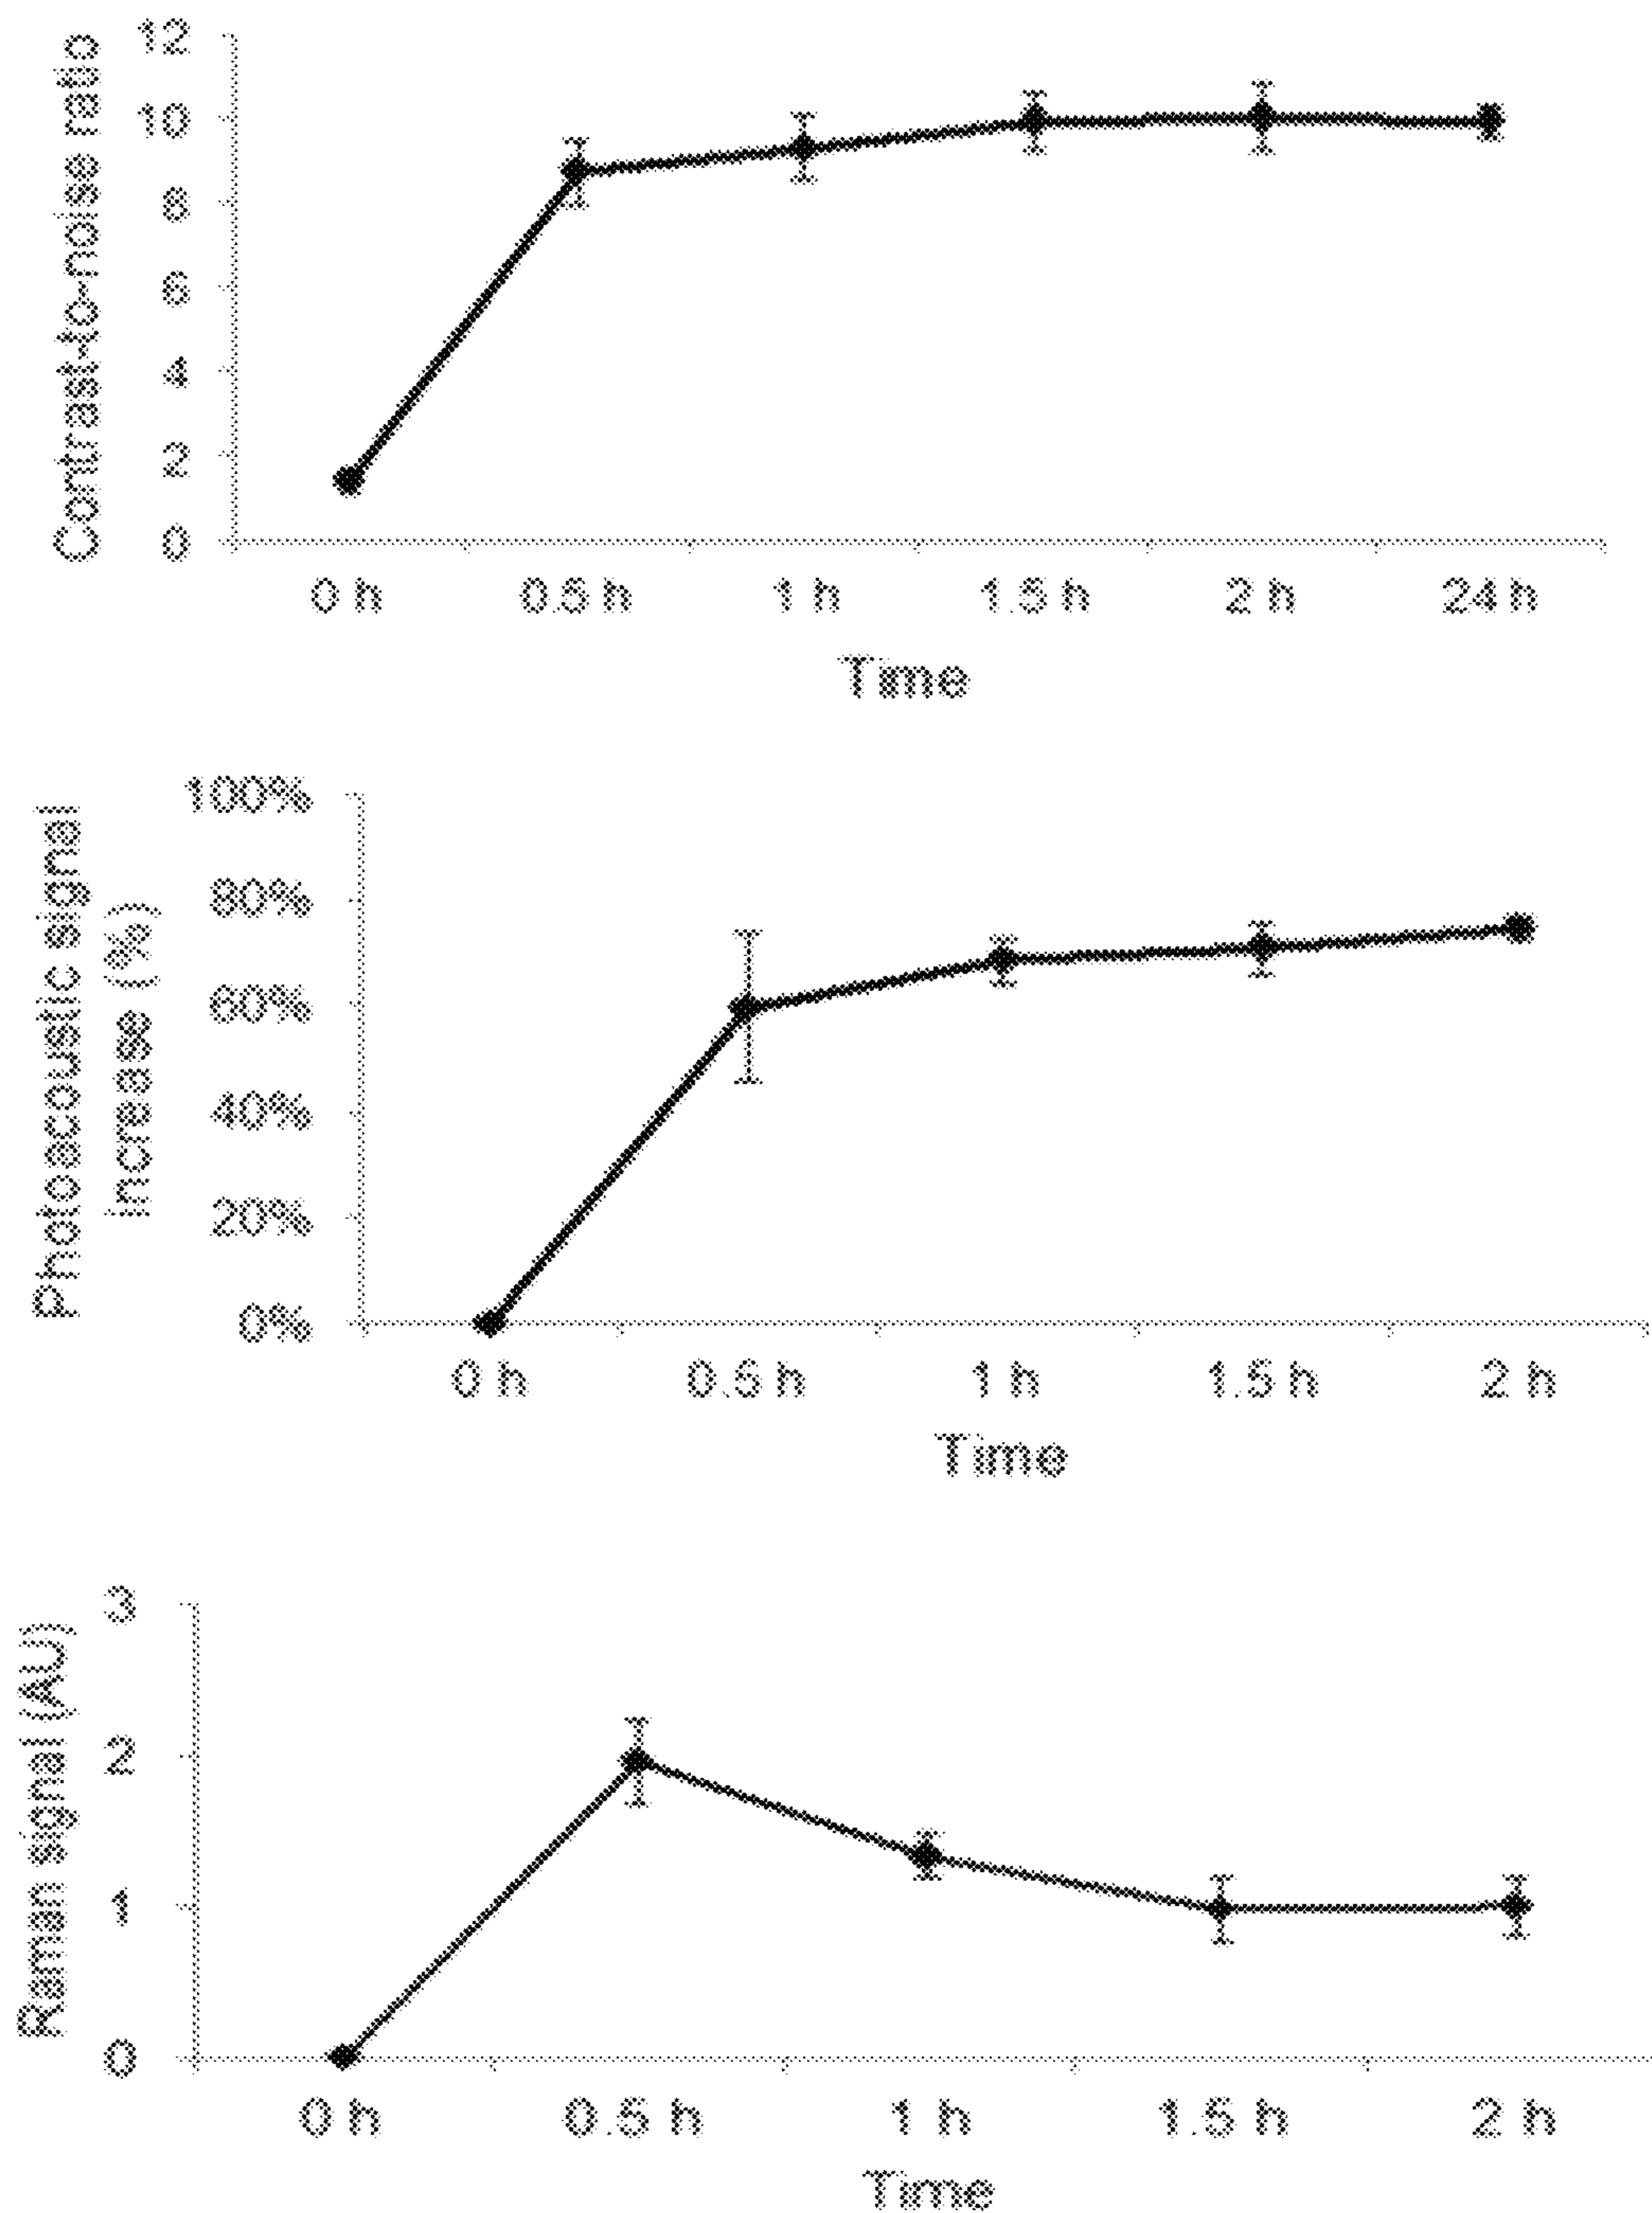 Contrast-to-noise ratio
12
10
8
6
4
2
0
0 h 0.5 h 1 h 1.5 h 2 h 24 h
Time
Photoacoustic signal
increase (%)
100%
80%
60%
40%
20%
0%
0 h 0.5 h 1 h 1.5 h 2 h
Time
Raman signal (AU)
3
2
1
0
0 h 0.5 h 1 h 1.5 h 2 h
Time